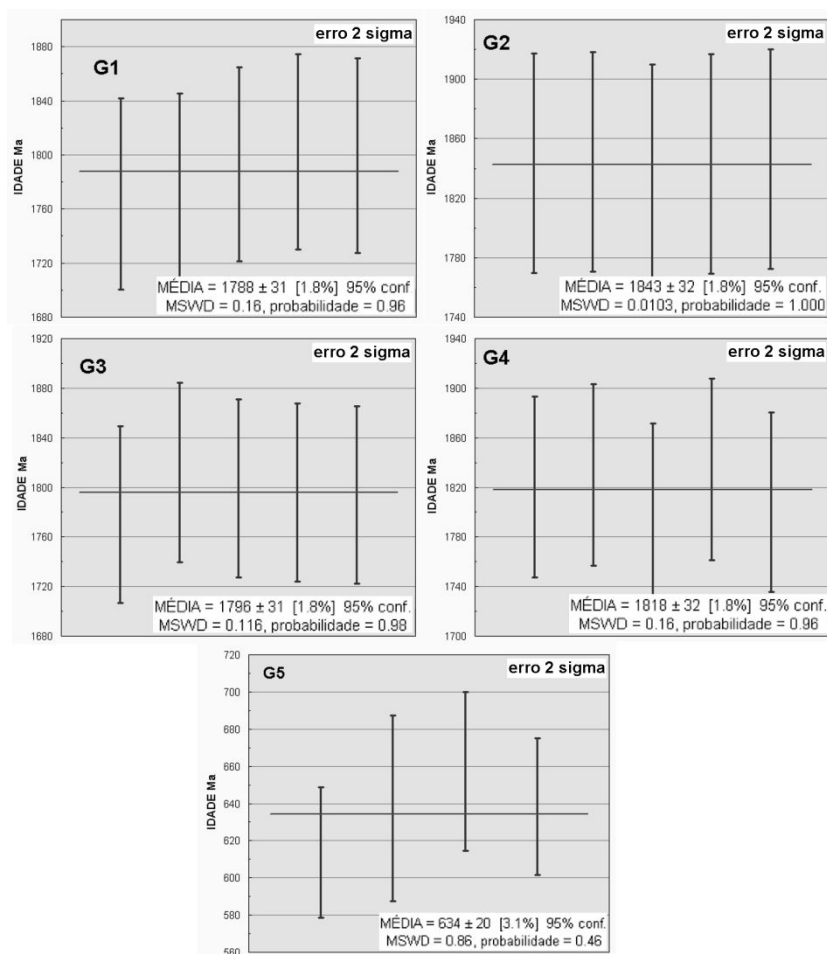 erro 2 sigma
G1
IDADE Ma
1880
1840
1800
1760
1720
1680
MÉDIA = 1788 ± 31 [1.8%] 95% conf.
MSWD = 0.16, probabilidade = 0.96
erro 2 sigma
G2
IDADE Ma
1940
1900
1860
1820
1780
1740
MÉDIA = 1843 ± 32 [1.8%] 95% conf.
MSWD = 0.0103, probabilidade = 1.000
erro 2 sigma
G3
IDADE Ma
1920
1880
1840
1800
1760
1720
1680
MÉDIA = 1796 ± 31 [1.8%] 95% conf.
MSWD = 0.116, probabilidade = 0.98
erro 2 sigma
G4
IDADE Ma
1940
1900
1860
1820
1780
1740
1700
MÉDIA = 1818 ± 32 [1.8%] 95% conf.
MSWD = 0.16, probabilidade = 0.96
erro 2 sigma
G5
IDADE Ma
720
700
680
660
640
620
600
580
560
MÉDIA = 634 ± 20 [3.1%] 95% conf.
MSWD = 0.86, probabilidade = 0.46